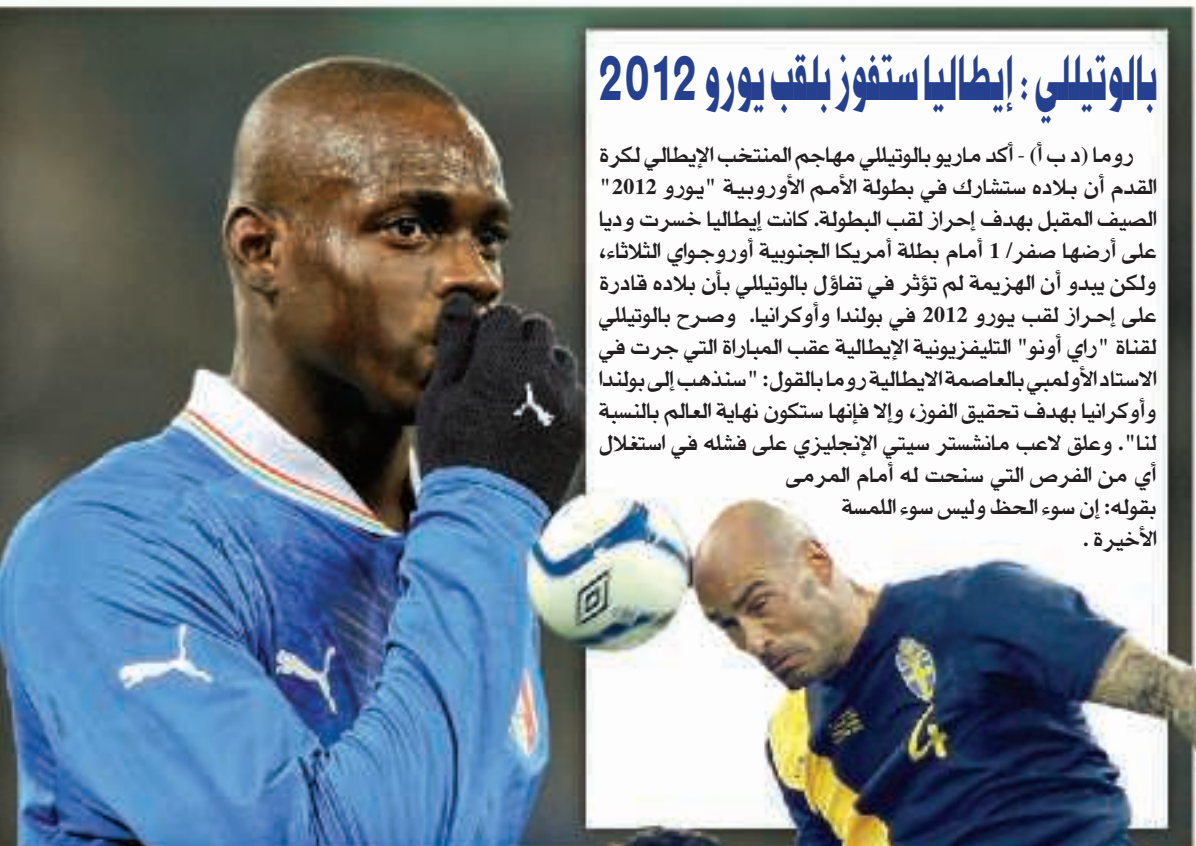 بالوتيللي : إيطاليا ستفوز بلقب يورو 2012
روما (د ب أ) - أكد ماريو بالوتيللي مهاجم المنتخب الإيطالي لكرة
القدم أن بلاده ستشارك في بطولة الأمم الأوروبية "يورو 2012"
الصيف المقبل بهدف إحراز لقب البطولة. كانت إيطاليا خسرت وديا
على أرضها صفر/ 1 أمام بطلة أمريكا الجنوبية أوروجواي الثلاثاء،
ولكن يبدو أن الهزيمة لم تؤثر في تفاؤل بالوتيللي بأن بلاده قادرة
على إحراز لقب يورو 2012 في بولندا وأوكرانيا. وصرح بالوتيللي
لقناة "راي أونو" التليفزيونية الإيطالية عقب المباراة التي جرت في
الاستاد الأولمبي بالعاصمة الايطالية روما بالقول: "سنذهب إلى بولندا
وأوكرانيا بهدف تحقيق الفوز، وإلا فإنها ستكون نهاية العالم بالنسبة
لنا". وعلق لاعب مانشستر سيتي الإنجليزي على فشله في استغلال
أي من الفرص التي سنحت له أمام المرمى
بقوله: إن سوء الحظ وليس سوء اللمسة
الأخيرة .
4